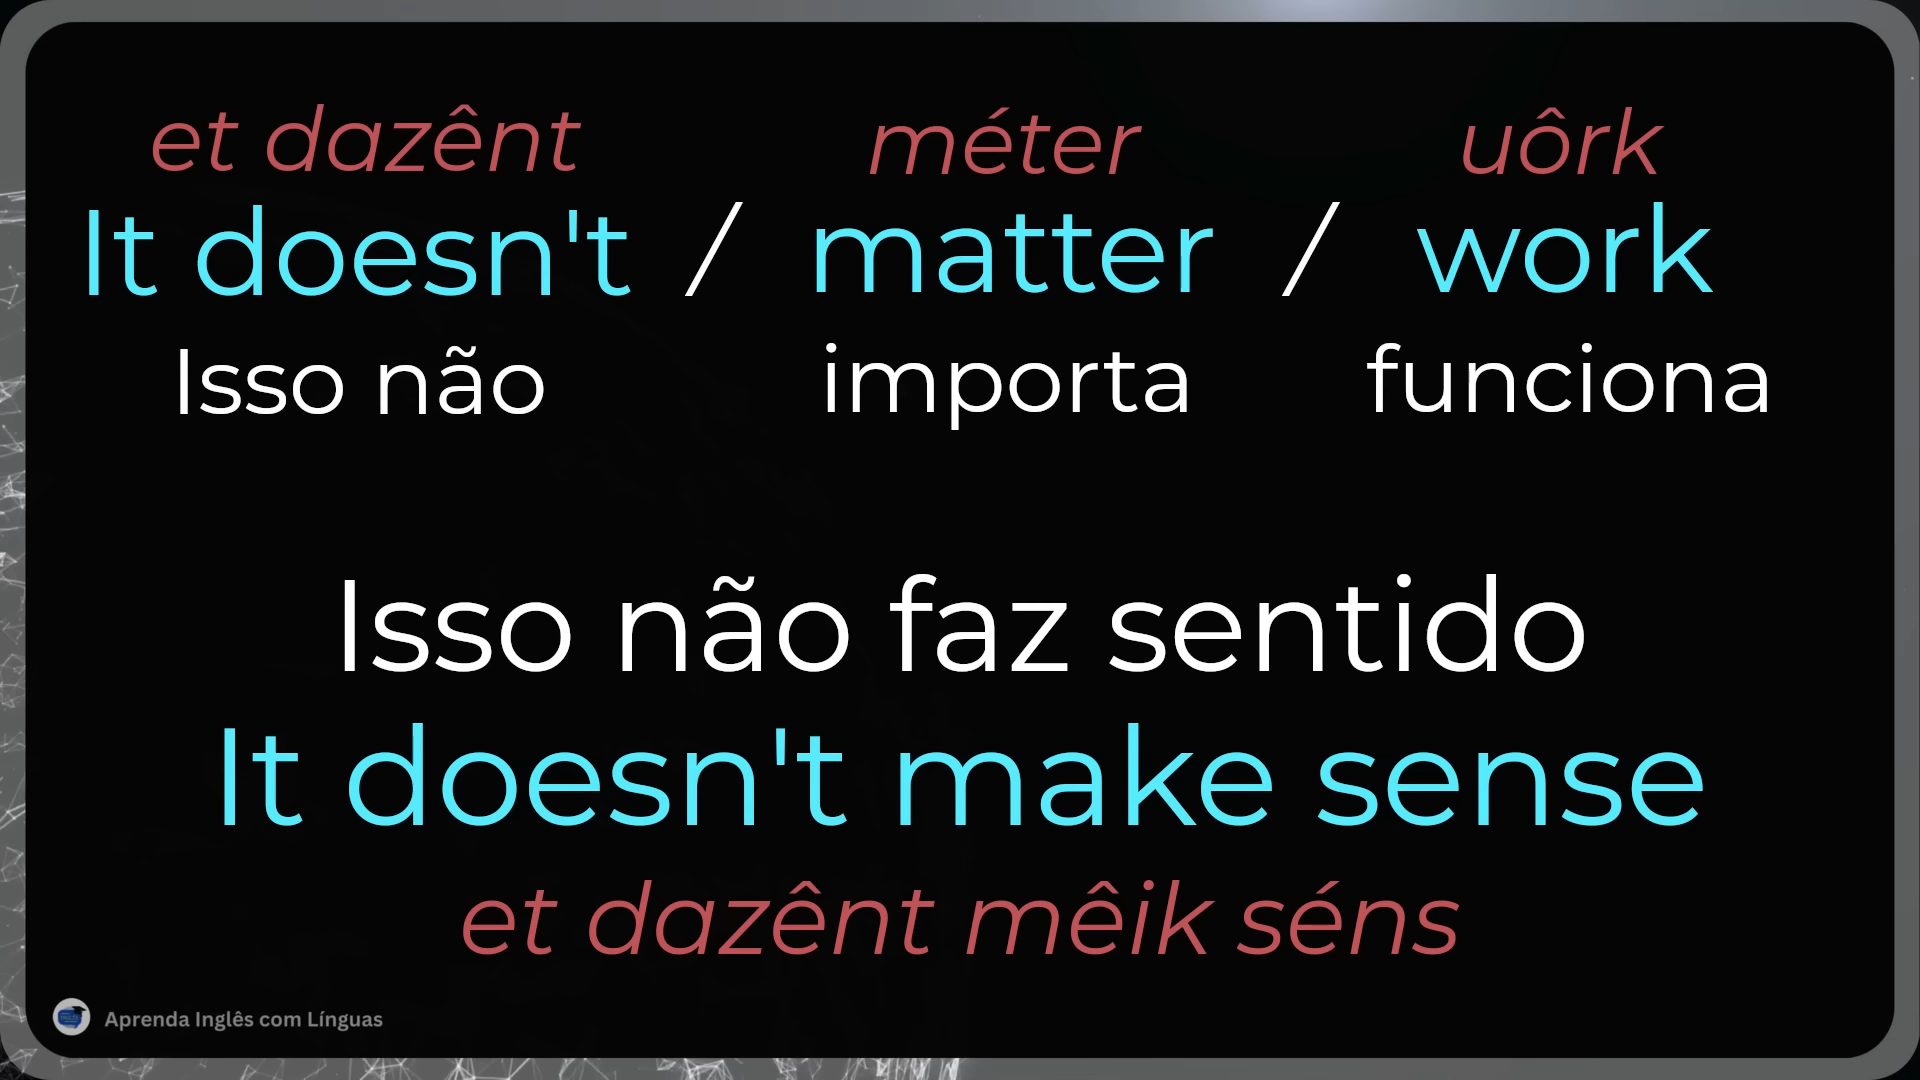 et dazênt méter uôrk
It doesn't / matter / work
Isso não importa funciona
Isso não faz sentido
It doesn't make sense
et dazênt mêik séns
Aprenda Inglês com Línguas